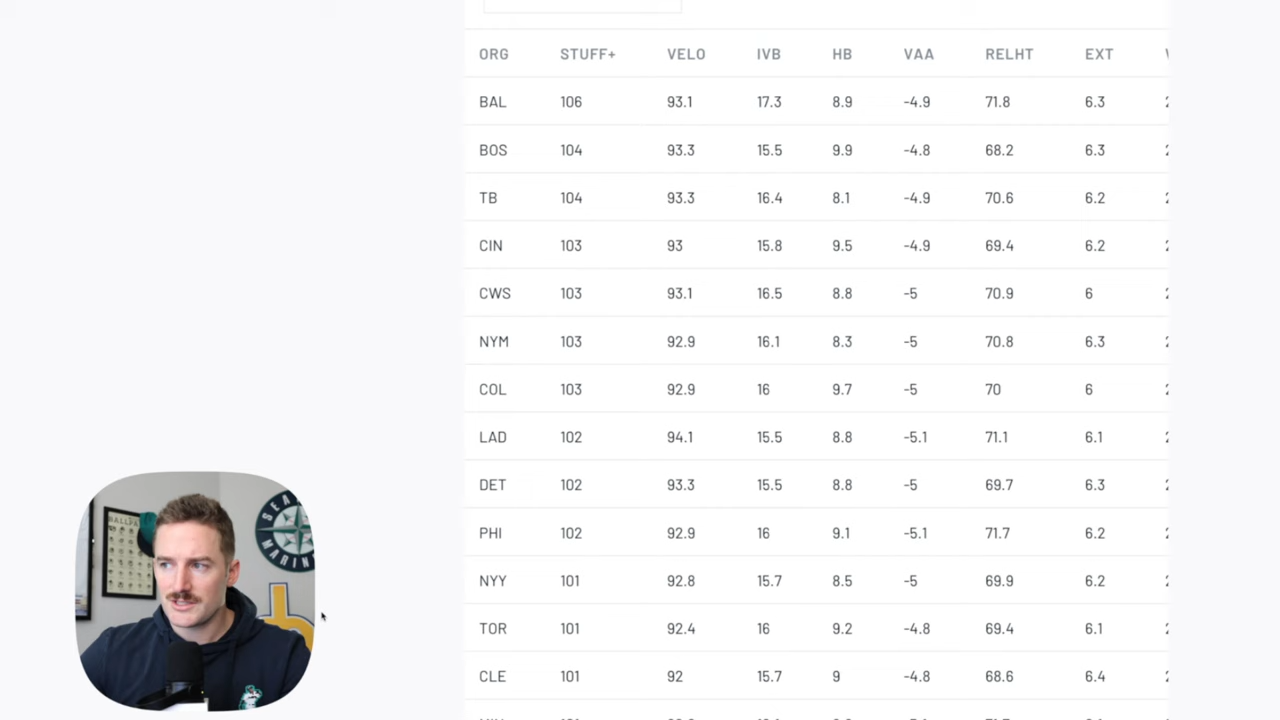 ORG STUFF+ VELO IVB HB VAA RELHT EXT
BAL 106 93.1 17.3 8.9 -4.9 71.8 6.3
BOS 104 93.3 15.5 9.9 -4.8 68.2 6.3
TB 104 93.3 16.4 8.1 -4.9 70.6 6.2
CIN 103 93 15.8 9.5 -4.9 69.4 6.2
CWS 103 93.1 16.5 8.8 -5 70.9 6
NYM 103 92.9 16.1 8.3 -5 70.8 6.3
COL 103 92.9 16 9.7 -5 70 6
LAD 102 94.1 15.5 8.8 -5.1 71.1 6.1
DET 102 93.3 15.5 8.8 -5 69.7 6.3
PHI 102 92.9 16 9.1 -5.1 71.7 6.2
NYY 101 92.8 15.7 8.5 -5 69.9 6.2
TOR 101 92.4 16 9.2 -4.8 69.4 6.1
CLE 101 92 15.7 9 -4.8 68.6 6.4
BALLPA
SEA
MARIN